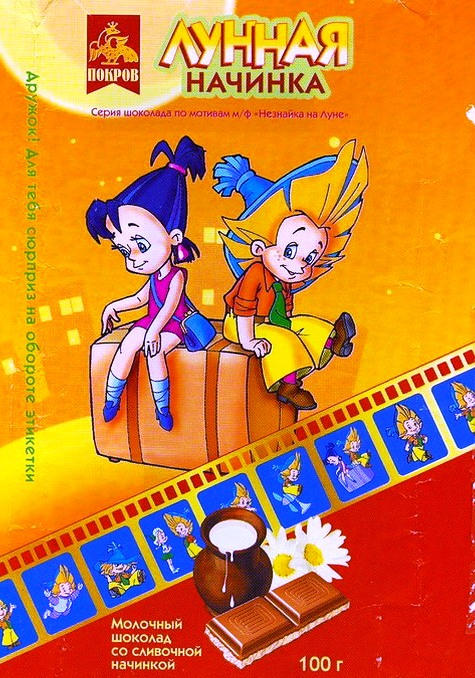 ПОКРОВ
ЛУННАЯ
НАЧИНКА
Серия шоколада по мотивам м/ф «Незнайка на Луне»
Дружок! Для тебя сюрприз на обороте этикетки
Молочный
шоколад
со сливочной
начинкой
100 г